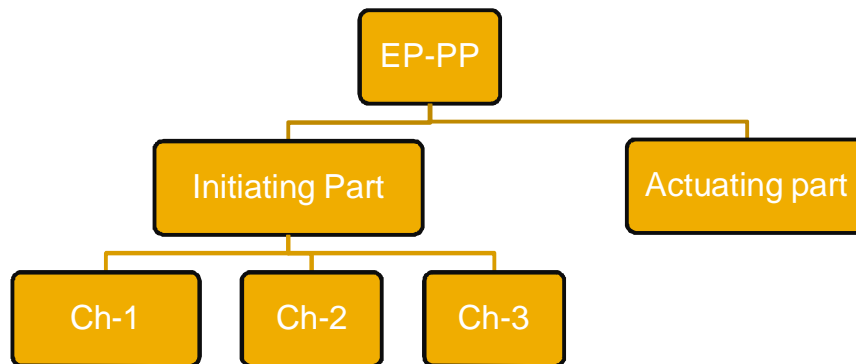 EP-PP
Initiating Part
Actuating part
Ch-1
Ch-2
Ch-3